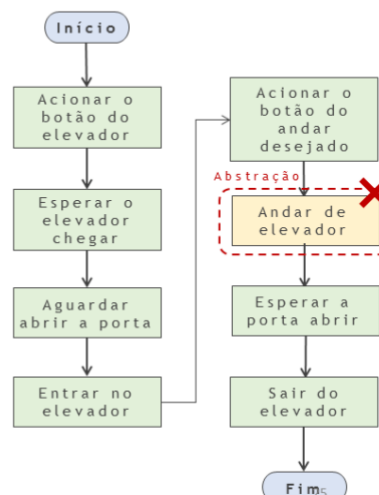 Início
Acionar o
botão do
elevador
Esperar o
elevador
chegar
Aguardar
abrir a porta
Entrar no
elevador
Acionar o
botão do
andar
desejado
Abstração
Andar de
elevador
Esperar a
porta abrir
Sair do
elevador
Fim
5